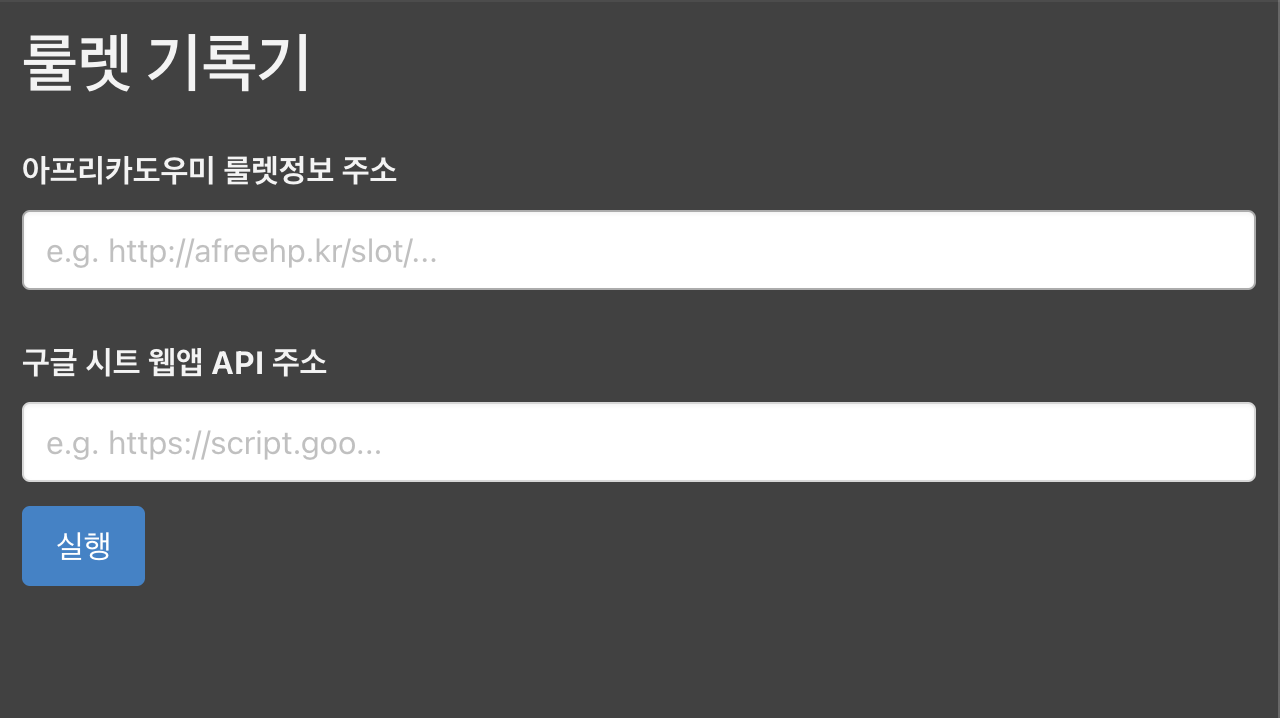 룰렛 기록기
아프리카도우미 룰렛정보 주소
e.g. http://afreehp.kr/slot/...
구글 시트 웹앱 API 주소
e.g. https://script.goo...
실행